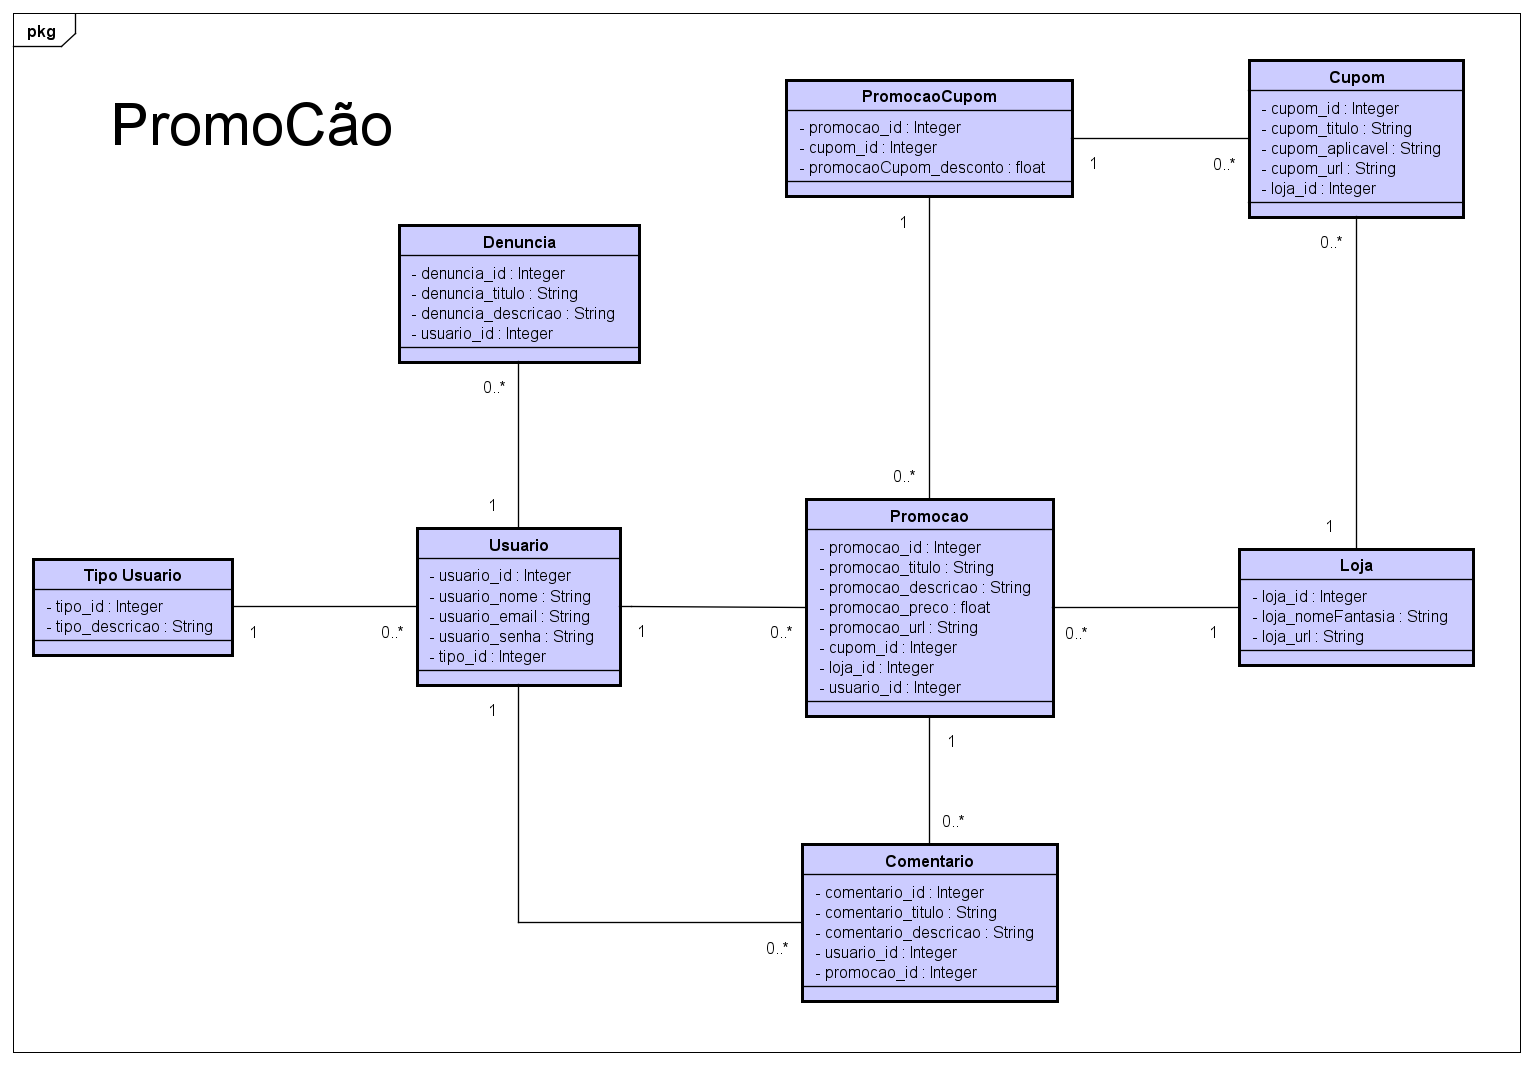 pkg
PromoCão
PromocaoCupom
- promocao_id : Integer
- cupom_id : Integer
- promocaoCupom_desconto : float
1
0..*
Cupom
- cupom_id : Integer
- cupom_titulo : String
- cupom_aplicavel : String
- cupom_url : String
- loja_id : Integer
1
0..*
Denuncia
- denuncia_id : Integer
- denuncia_titulo : String
- denuncia_descricao : String
- usuario_id : Integer
0..*
1
0..*
1
Tipo Usuario
- tipo_id : Integer
- tipo_descricao : String
1
0..*
Usuario
- usuario_id : Integer
- usuario_nome : String
- usuario_email : String
- usuario_senha : String
- tipo_id : Integer
1
0..*
Promocao
- promocao_id : Integer
- promocao_titulo : String
- promocao_descricao : String
- promocao_preco : float
- promocao_url : String
- cupom_id : Integer
- loja_id : Integer
- usuario_id : Integer
0..*
1
Loja
- loja_id : Integer
- loja_nomeFantasia : String
- loja_url : String
1
1
0..*
0..*
Comentario
- comentario_id : Integer
- comentario_titulo : String
- comentario_descricao : String
- usuario_id : Integer
- promocao_id : Integer